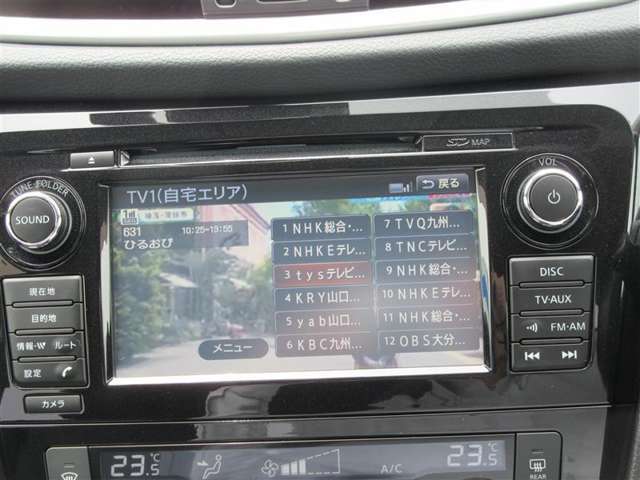 SD MAP
TUNE·FOLDER
VOL
TV1(自宅エリア)
戻る
631
10:25-13:55
ひるおび
1 NHK総合・...
2 NHKEテレ...
3 tysテレビ...
4 KRY山口...
5 yab山口...
6 KBC九州...
7 TVQ九州...
8 TNCテレビ...
9 NHK総合・...
10 NHKEテレ...
11 NHK総合・...
12 OBS大分...
メニュー
SOUND
現在地
目的地
情報・W ルート
設定
カメラ
DISC
TV・AUX
FM・AM
23.5
A/C
23.5
REAR